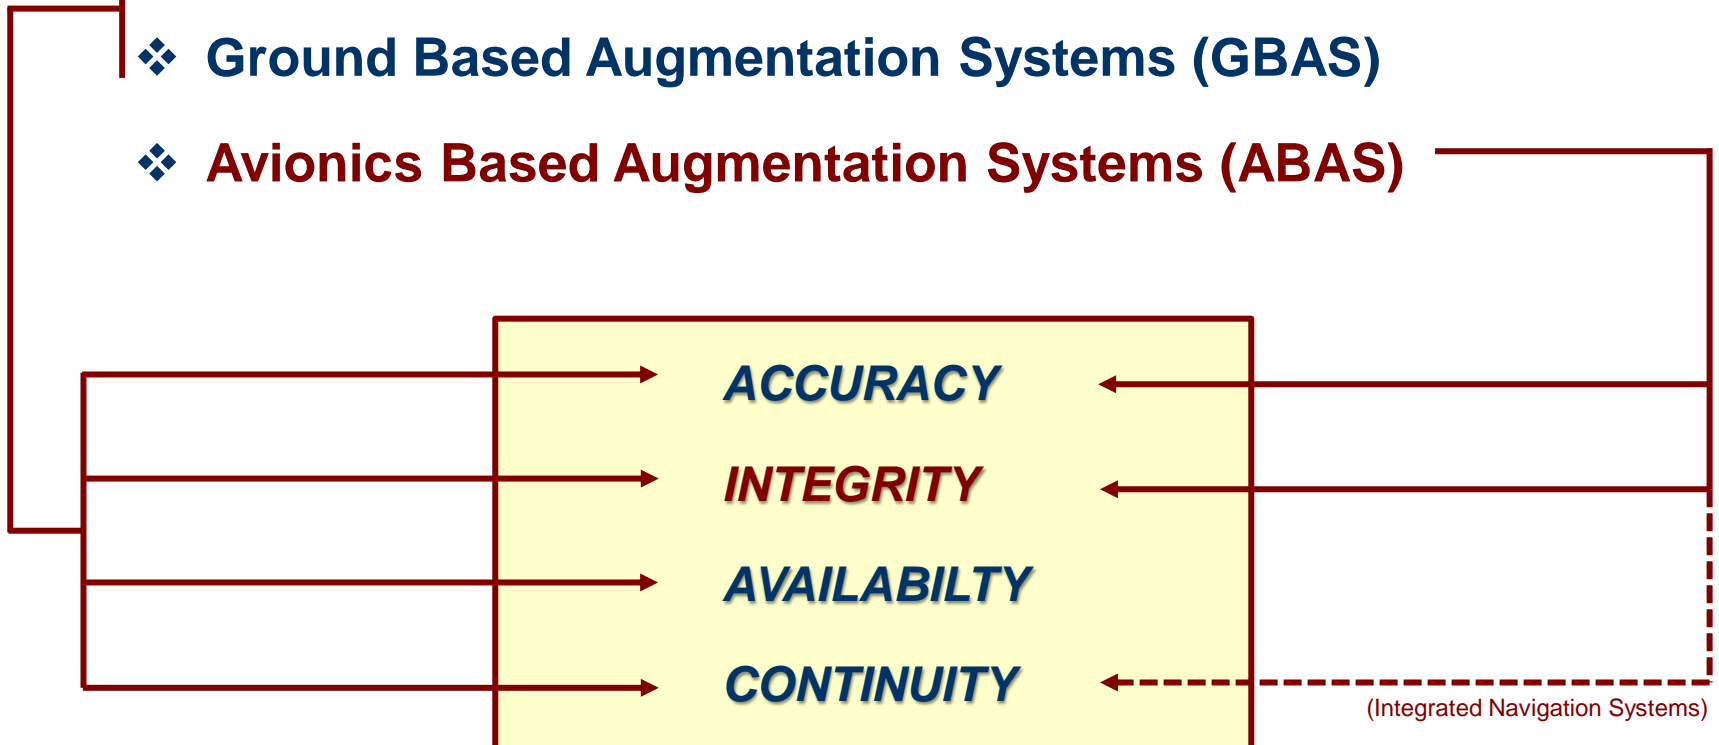 ❖ Ground Based Augmentation Systems (GBAS)
❖ Avionics Based Augmentation Systems (ABAS)
ACCURACY
INTEGRITY
AVAILABILTY
CONTINUITY
(Integrated Navigation Systems)